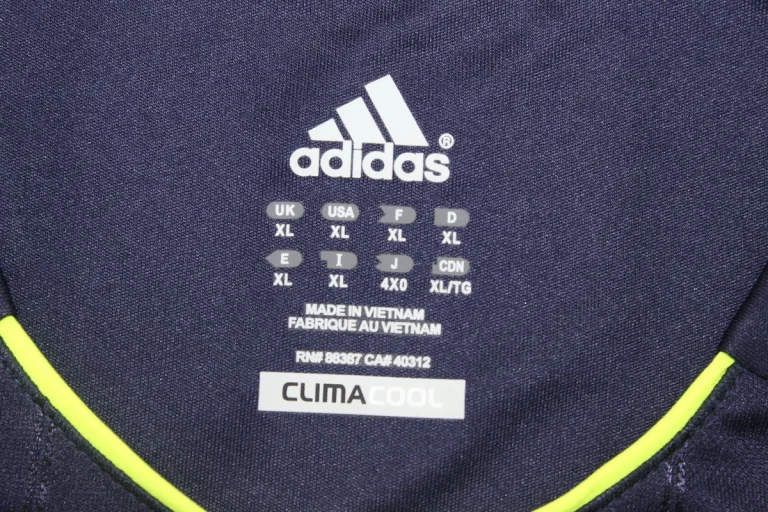 adidas®
UK USA F D
XL XL XL XL
E I J CDN
XL XL 4X0 XL/TG
MADE IN VIETNAM
FABRIQUE AU VIETNAM
RN# 88387 CA# 40312
CLIMACOOL